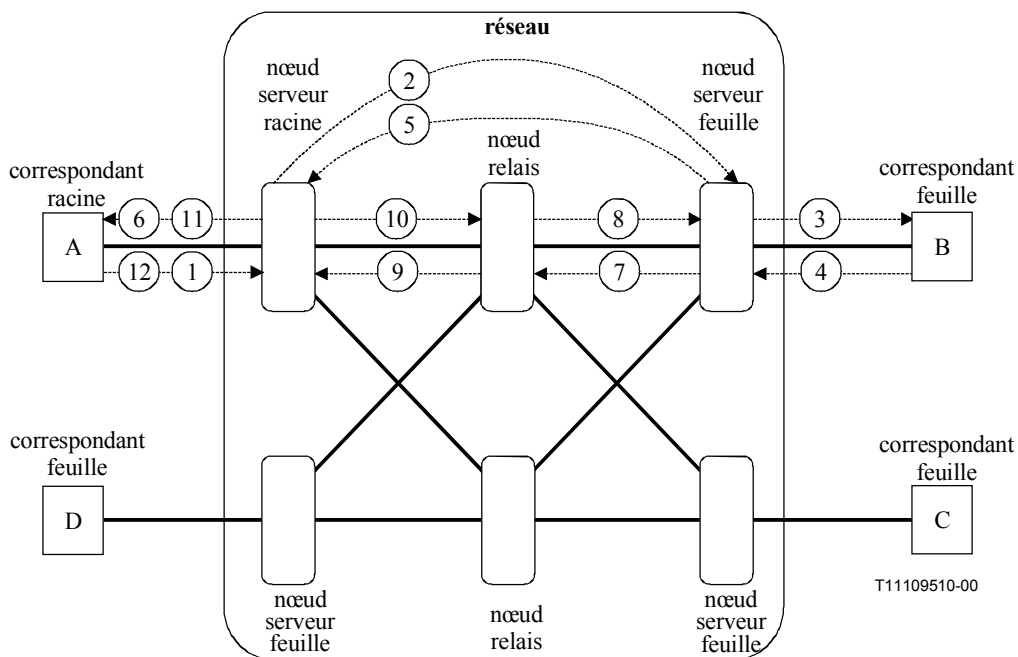 réseau
nœud
serveur
racine
2
nœud
serveur
feuille
5
nœud
relais
correspondant
racine
correspondant
feuille
6
11
10
8
3
A
B
12
1
9
7
4
correspondant
feuille
correspondant
feuille
D
C
T11109510-00
nœud
serveur
feuille
nœud
relais
nœud
serveur
feuille